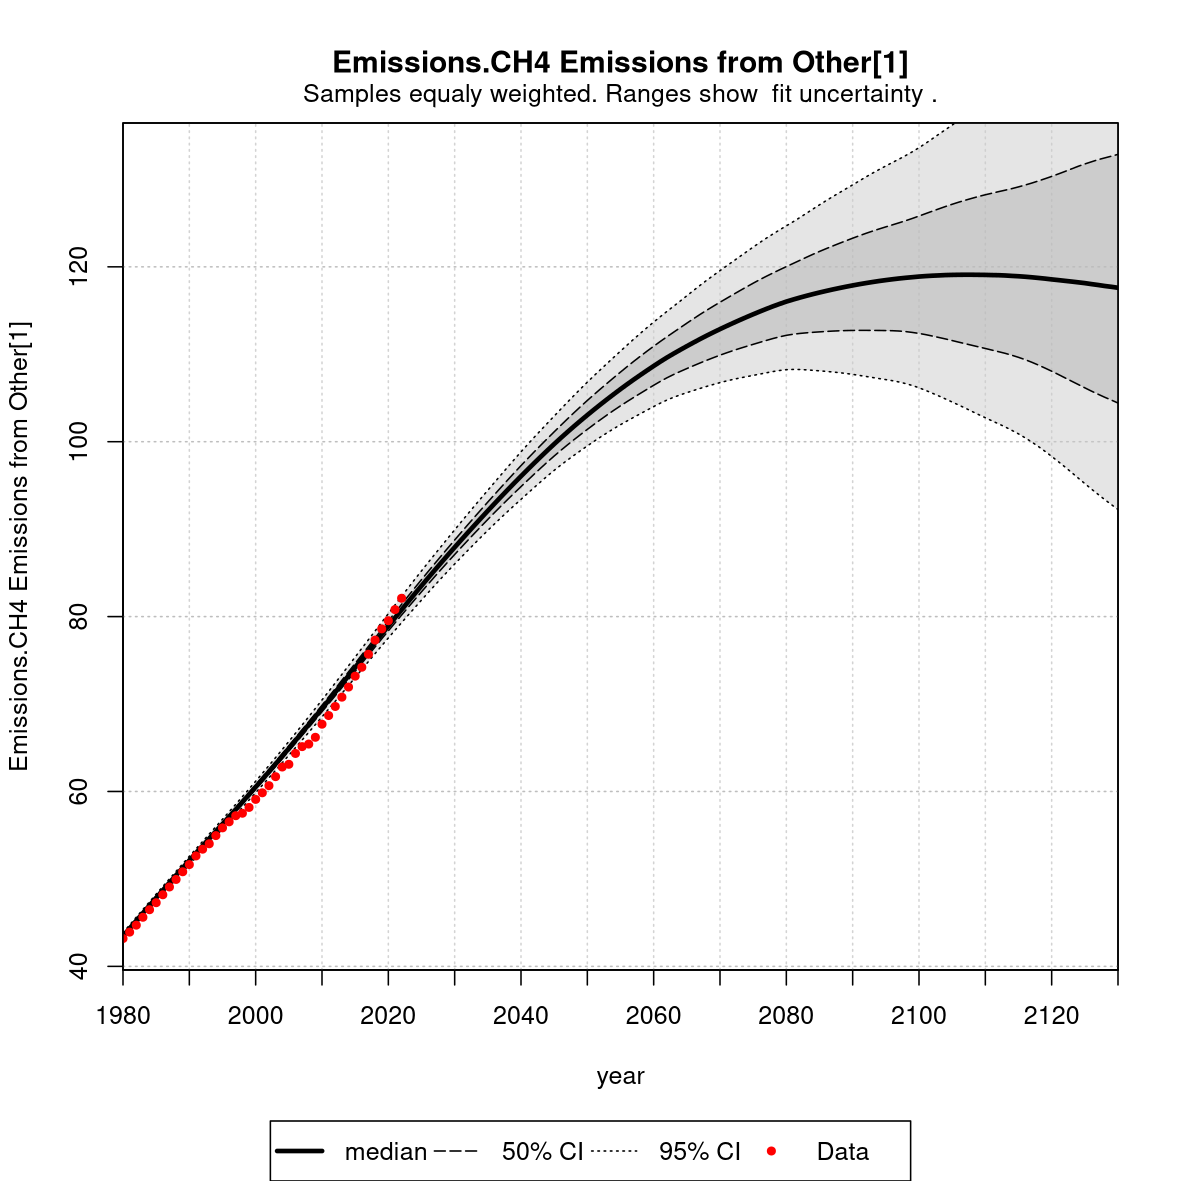 Emissions.CH4 Emissions from Other[1]
Samples equaly weighted. Ranges show  fit uncertainty .
Emissions.CH4 Emissions from Other[1]
120
100
80
60
40
1980 2000 2020 2040 2060 2080 2100 2120
year
median 50% CI 95% CI Data